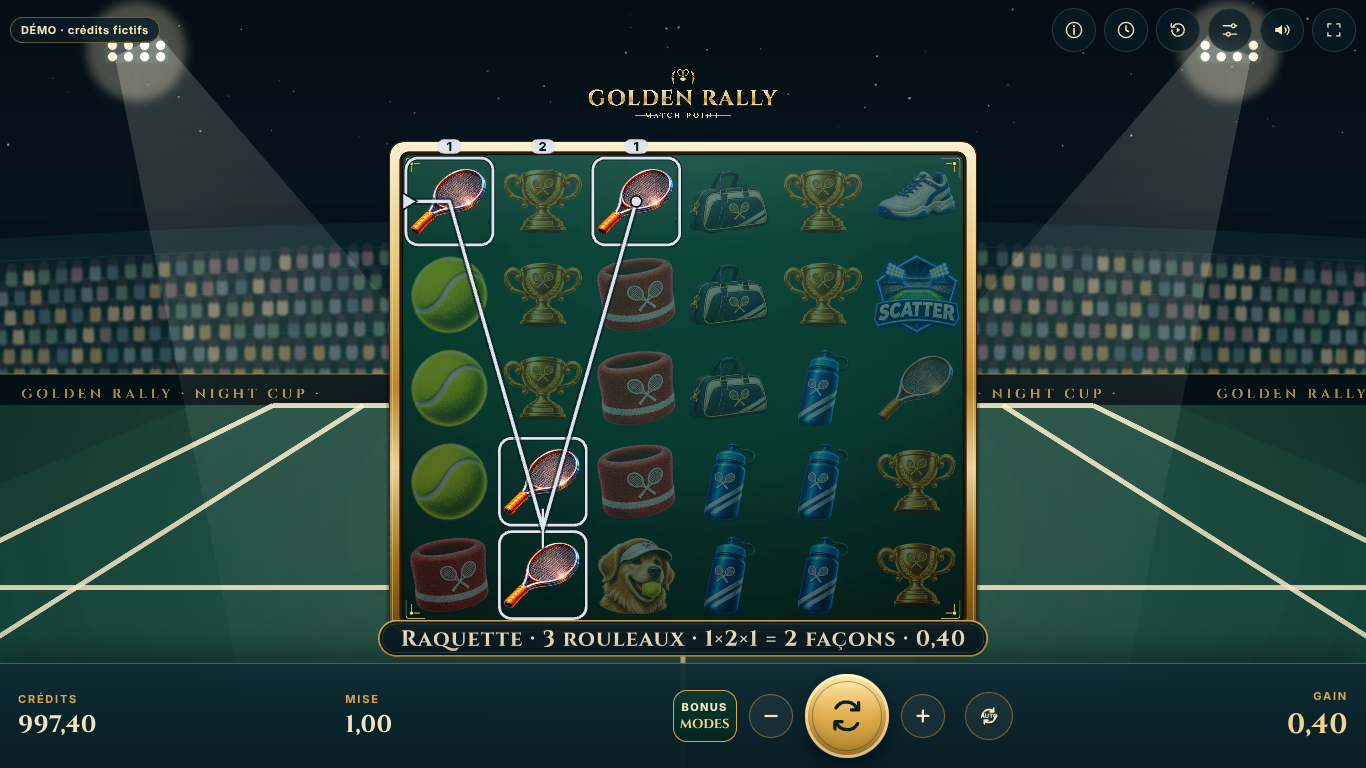 DÉMO · crédits fictifs
GOLDEN RALLY
MATCH POINT
1
2
1
SCATTER
GOLDEN RALLY · NIGHT CUP ·
· NIGHT CUP ·
GOLDEN RALLY
RAQUETTE · 3 ROULEAUX · 1×2×1 = 2 FAÇONS · 0,40
CRÉDITS
997,40
MISE
1,00
BONUS
MODES
AUTO
GAIN
0,40